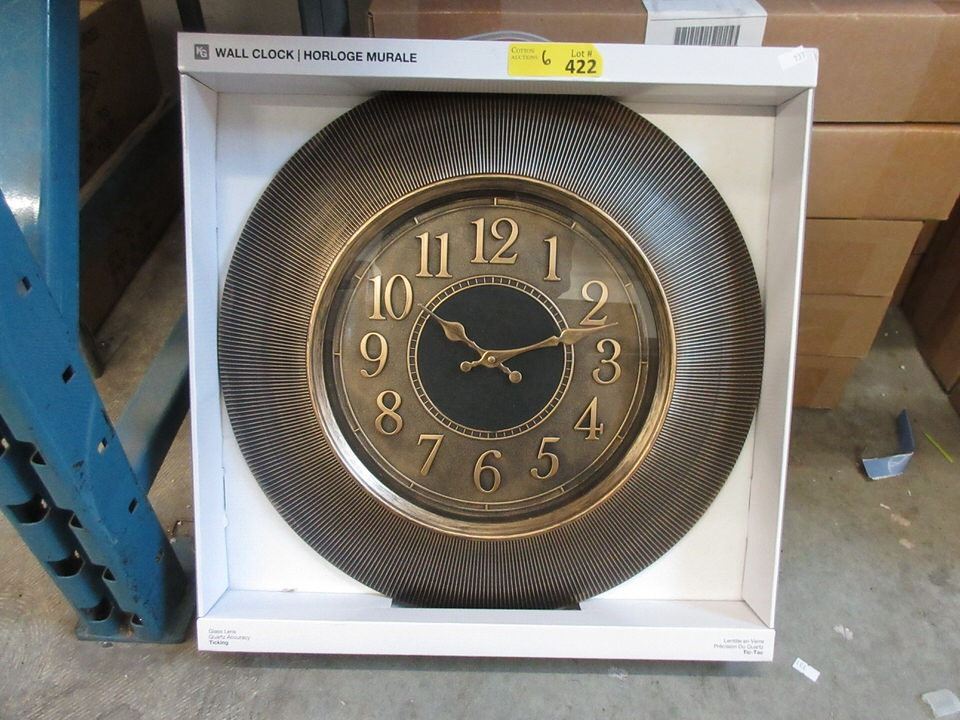 KG WALL CLOCK | HORLOGE MURALE
COTTON
AUCTIONS
6
Lot #
422
12
1
2
3
4
5
6
7
8
9
10
11
Glass Lens
Quartz Accuracy
Ticking
Lentille en Verre
Précision Du Quartz
Tic-Tac